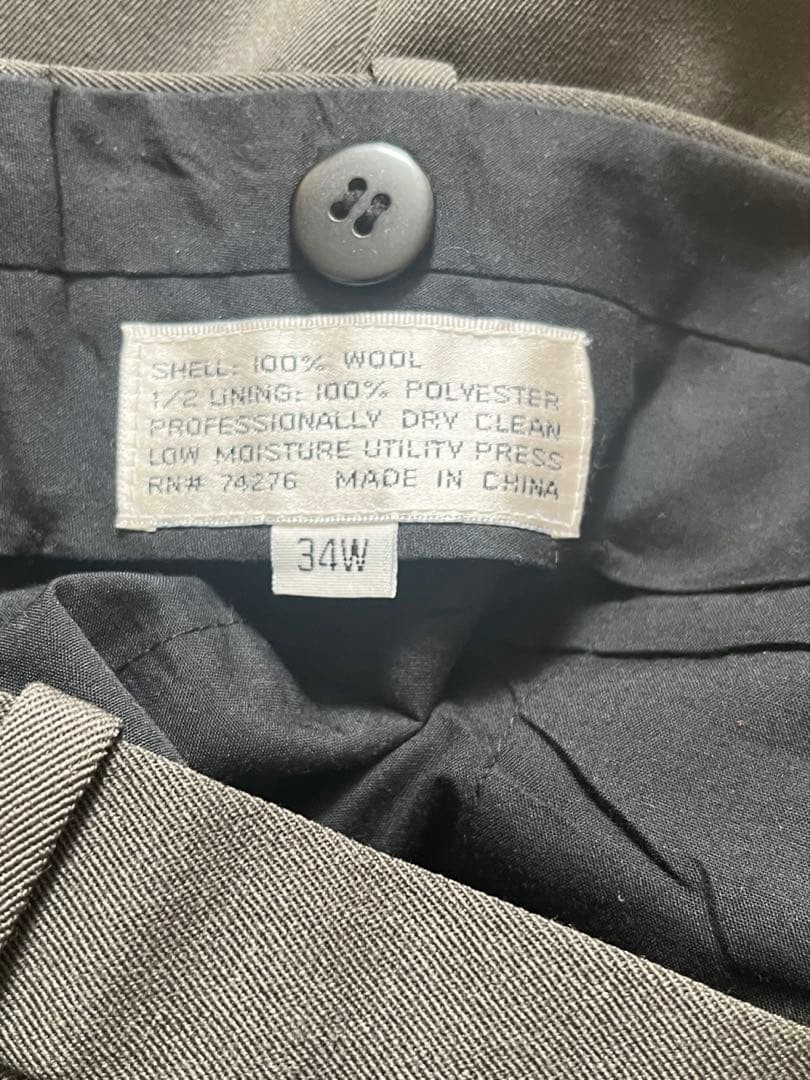 SHELL: 100% WOOL
1/2 LINING: 100% POLYESTER
PROFESSIONALLY DRY CLEAN
LOW MOISTURE UTILITY PRESS
RN# 74276 MADE IN CHINA
34W